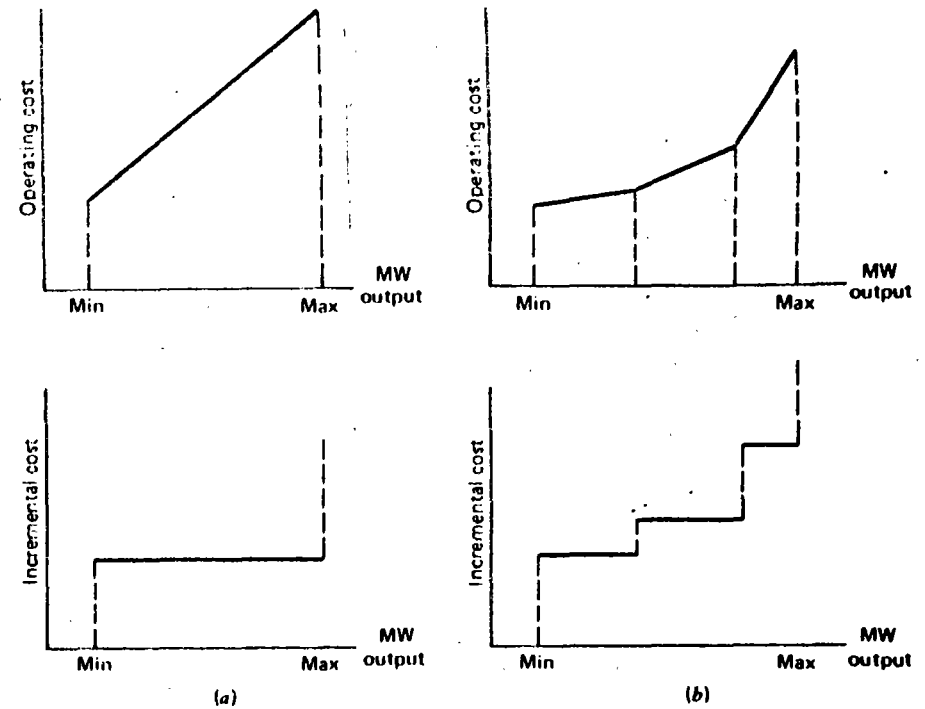 Operating cost
MW
output
Min
Max
Operating cost
MW
output
Min
Max
Incremental cost
MW
output
Min
Max
(a)
Incremental cost
MW
output
Min
Max
(b)